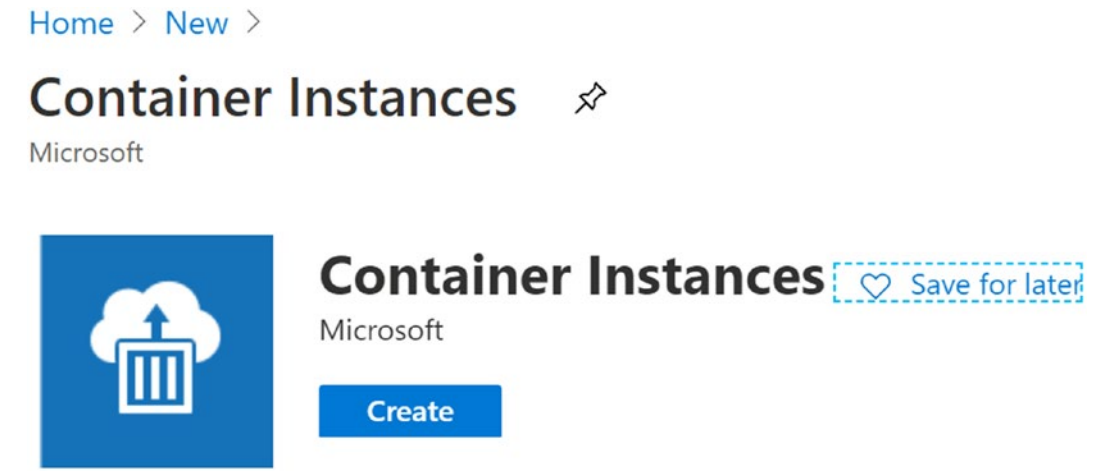 Home > New >
Container Instances
Microsoft
Container Instances Save for later
Microsoft
Create